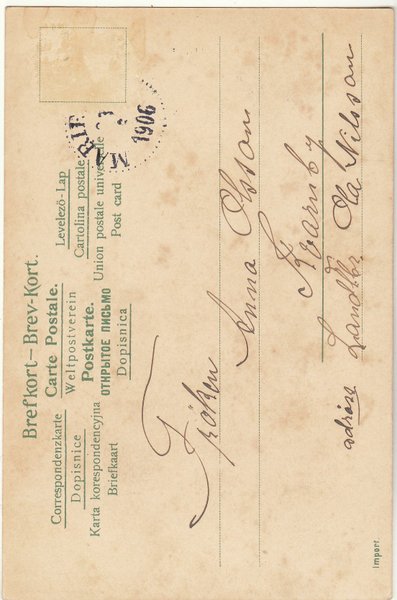 Brefkort – Brev-Kort.
Correspondenzkarte
Carte Postale.
Levelező-Lap
Dopisnice
Weltpostverein
Cartolina postale
Karta korespondencyjna
Postkarte.
Union postale universelle
Briefkaart
ОТКРЫТОЕ ПИСЬМО
Post card
Dopisnica
1906
Fröken Anna Olsson
Kvarnby
adress Landtbr Ola Nilsson
Import.